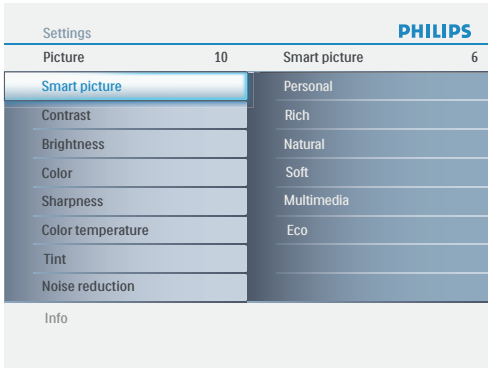 Settings
PHILIPS
Picture 10 Smart picture 6
Smart picture Personal
Contrast Rich
Brightness Natural
Color Soft
Sharpness Multimedia
Color temperature Eco
Tint
Noise reduction
Info